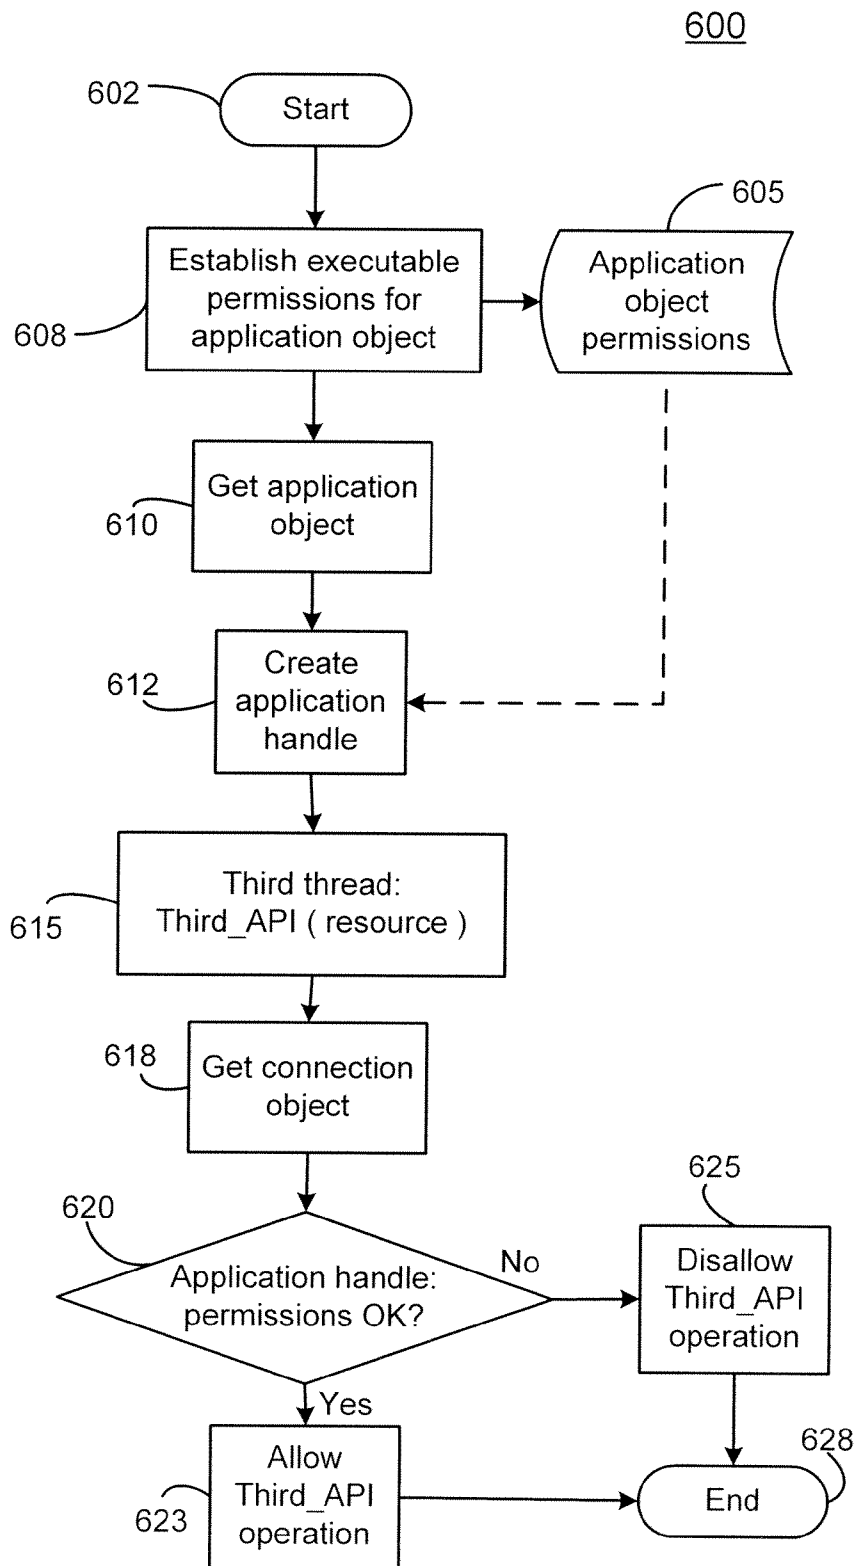 600
602
Start
605
Establish executable
permissions for
application object
608
Application
object
permissions
Get application
object
610
Create
application
handle
612
Third thread:
Third_API ( resource )
615
618
Get connection
object
620
Application handle:
permissions OK?
No
Yes
625
Disallow
Third_API
operation
Allow
Third_API
operation
623
End
628